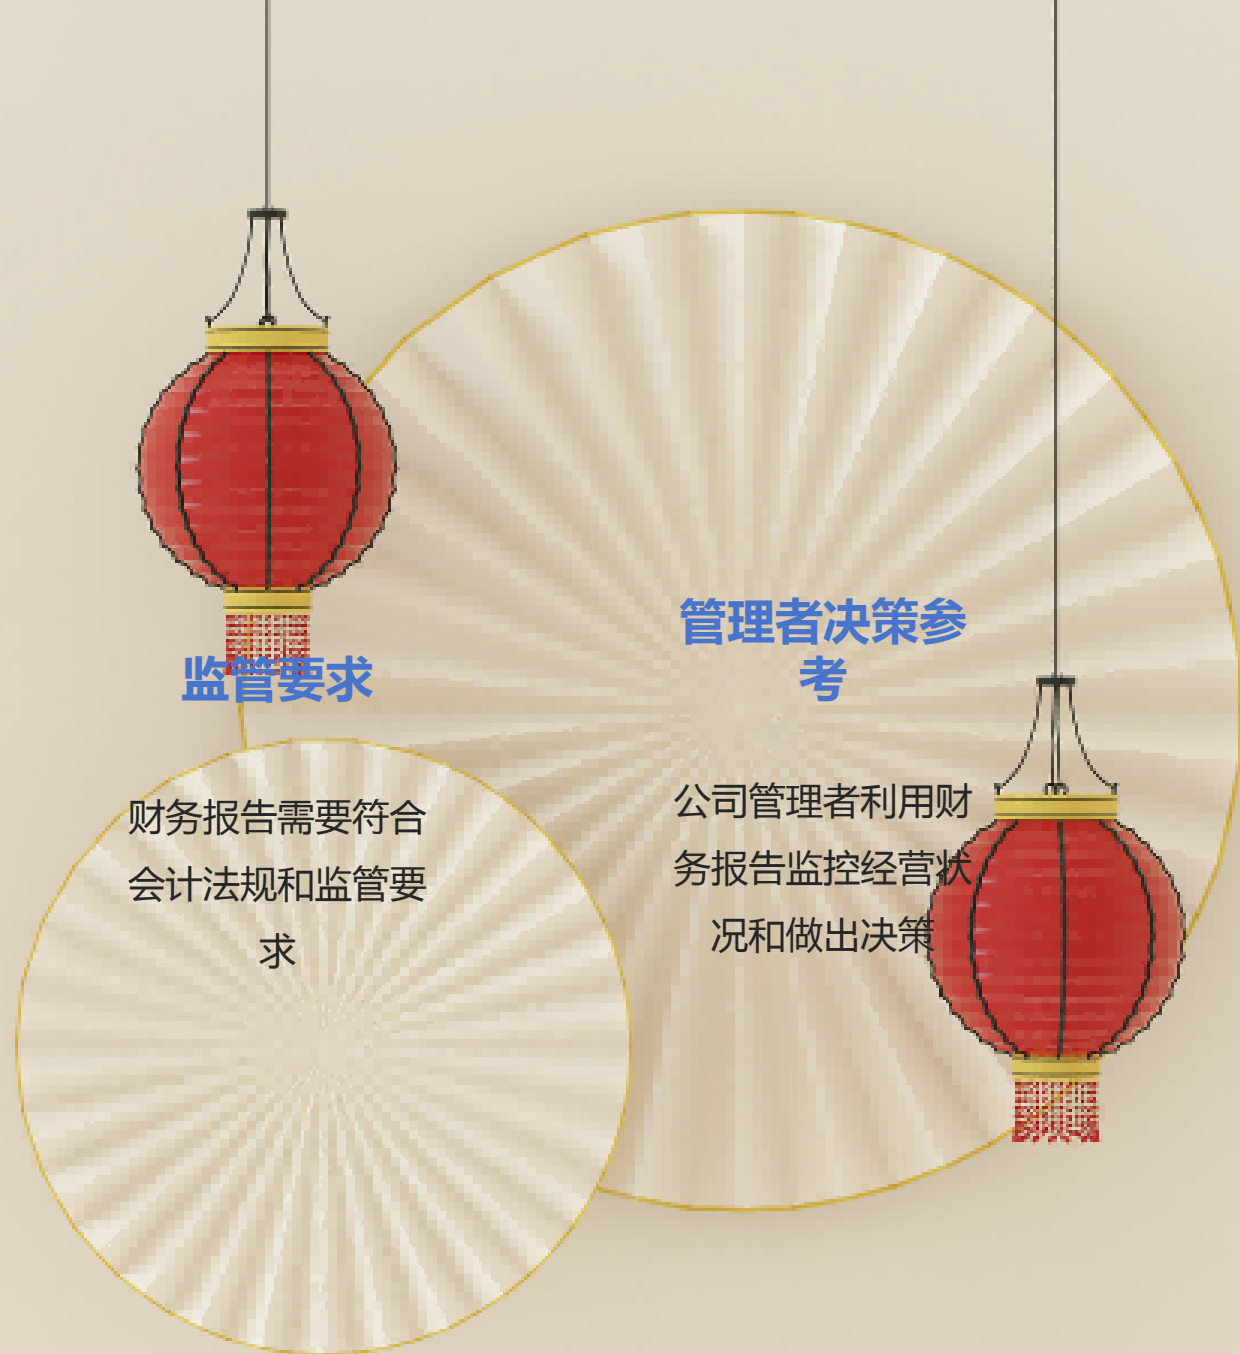 监管要求
财务报告需要符合
会计法规和监管要
求
管理者决策参
考
公司管理者利用财
务报告监控经营状
况和做出决策